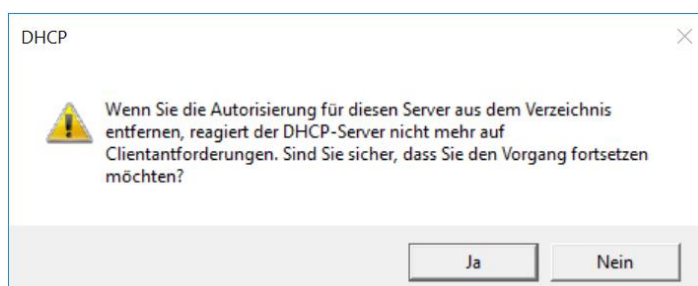 DHCP
Wenn Sie die Autorisierung für diesen Server aus dem Verzeichnis
entfernen, reagiert der DHCP-Server nicht mehr auf
Clientantforderungen. Sind Sie sicher, dass Sie den Vorgang fortsetzen
möchten?
Ja
Nein